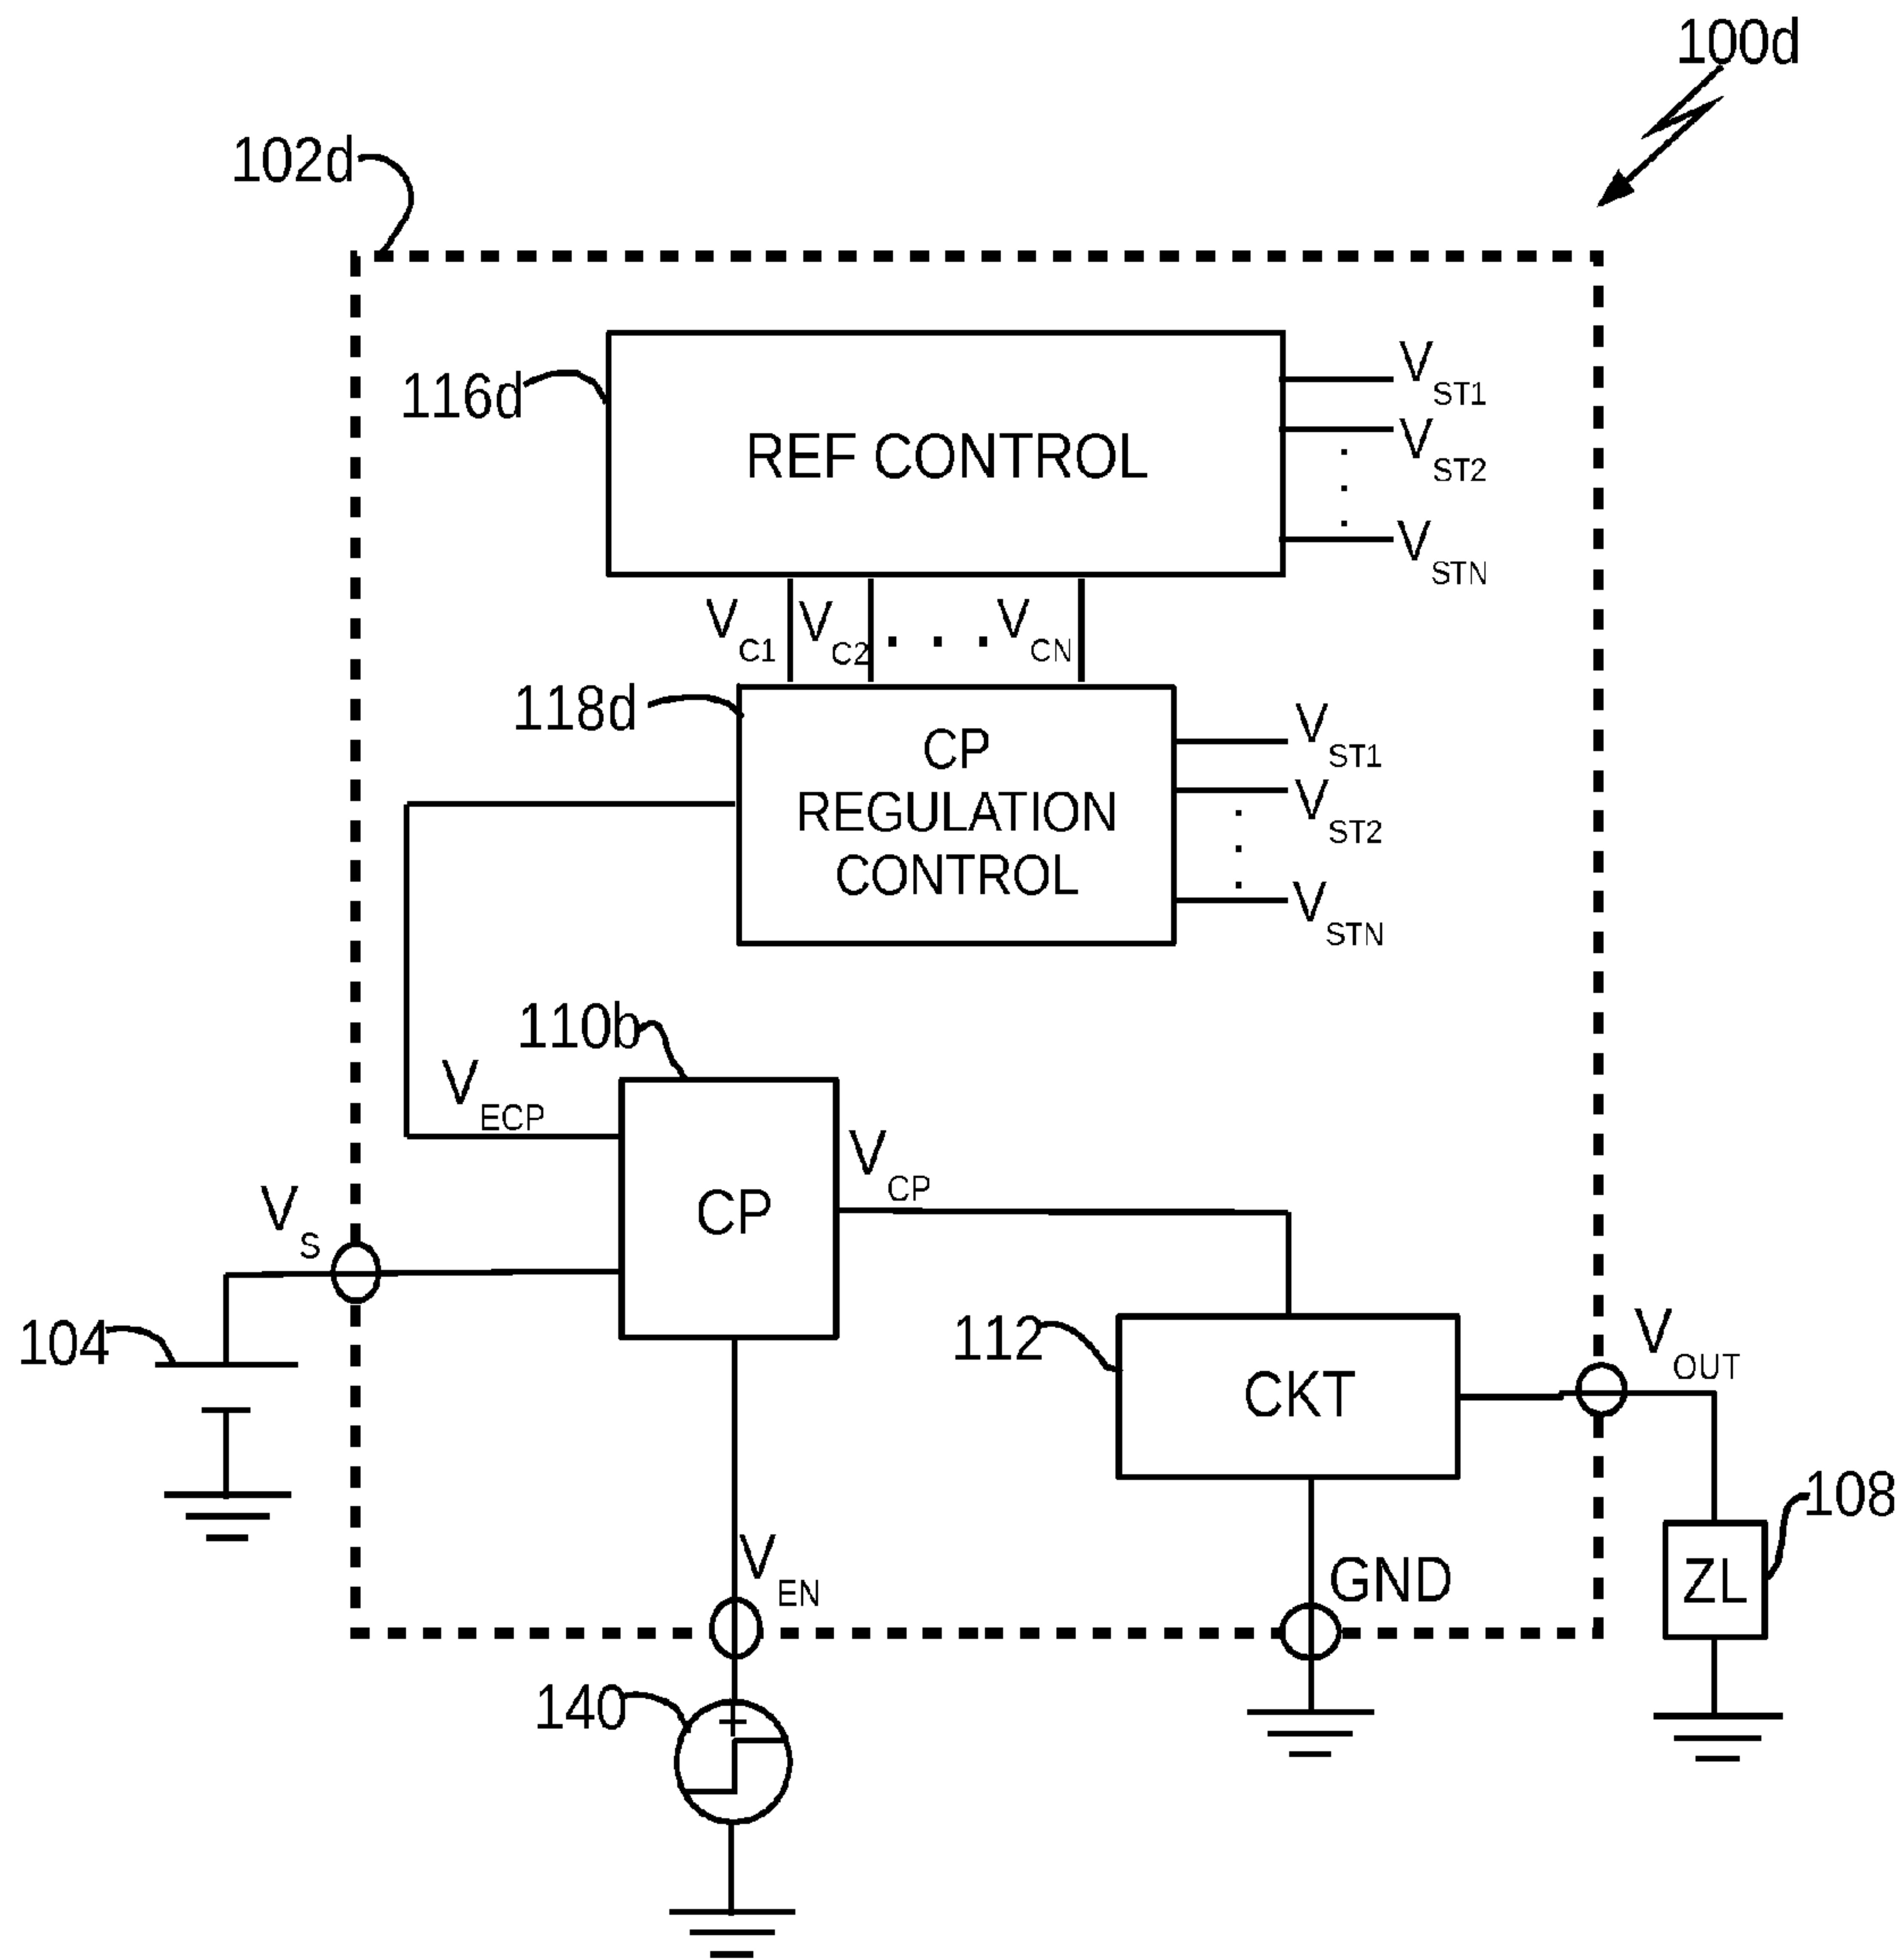 100d
102d
116d
REF CONTROL
VST1
VST2
.
.
.
VSTN
VC1 VC2 . . . VCN
118d
CP
REGULATION
CONTROL
VST1
VST2
.
.
.
VSTN
110b
VECP
CP
VCP
VS
104
112
CKT
VOUT
108
ZL
VEN
GND
140
+